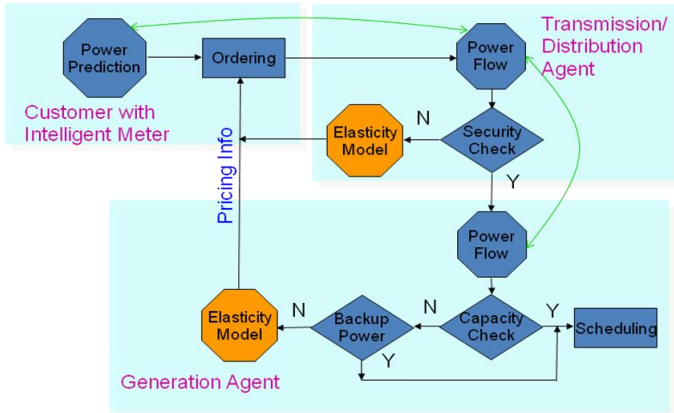 Power
Prediction
Ordering
Power
Flow
Transmission/
Distribution
Agent
Customer with
Intelligent Meter
Elasticity
Model
N
Security
Check
Pricing Info
Y
Power
Flow
Elasticity
Model
N
Backup
Power
N
Capacity
Check
Y
Scheduling
Y
Generation Agent